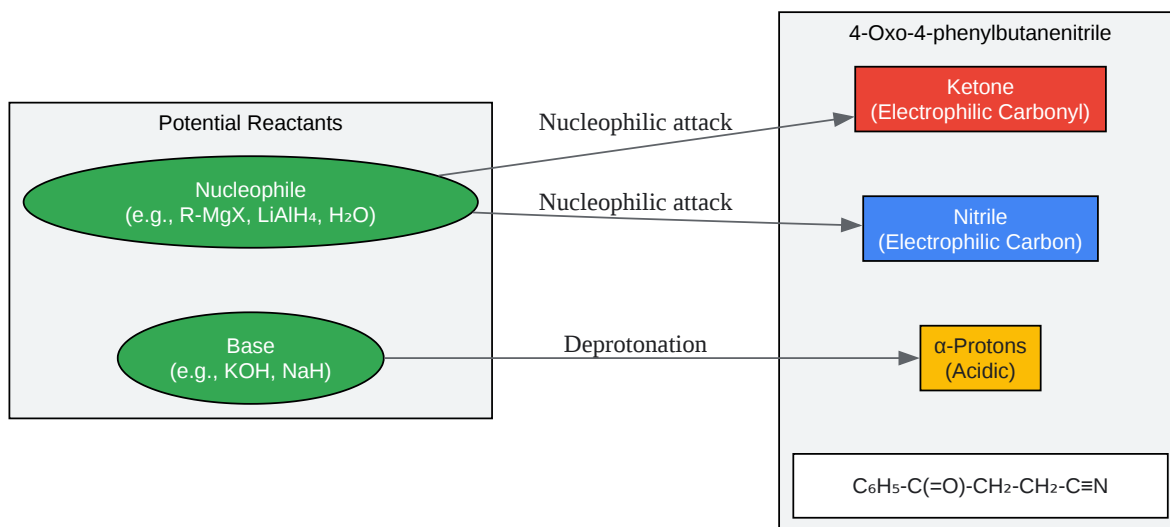 Potential Reactants
Nucleophile
(e.g., R-MgX, LiAlH₄, H₂O)
Base
(e.g., KOH, NaH)
Nucleophilic attack
Nucleophilic attack
Deprotonation
4-Oxo-4-phenylbutanenitrile
Ketone
(Electrophilic Carbonyl)
Nitrile
(Electrophilic Carbon)
α-Protons
(Acidic)
C₆H₅-C(=O)-CH₂-CH₂-C≡N